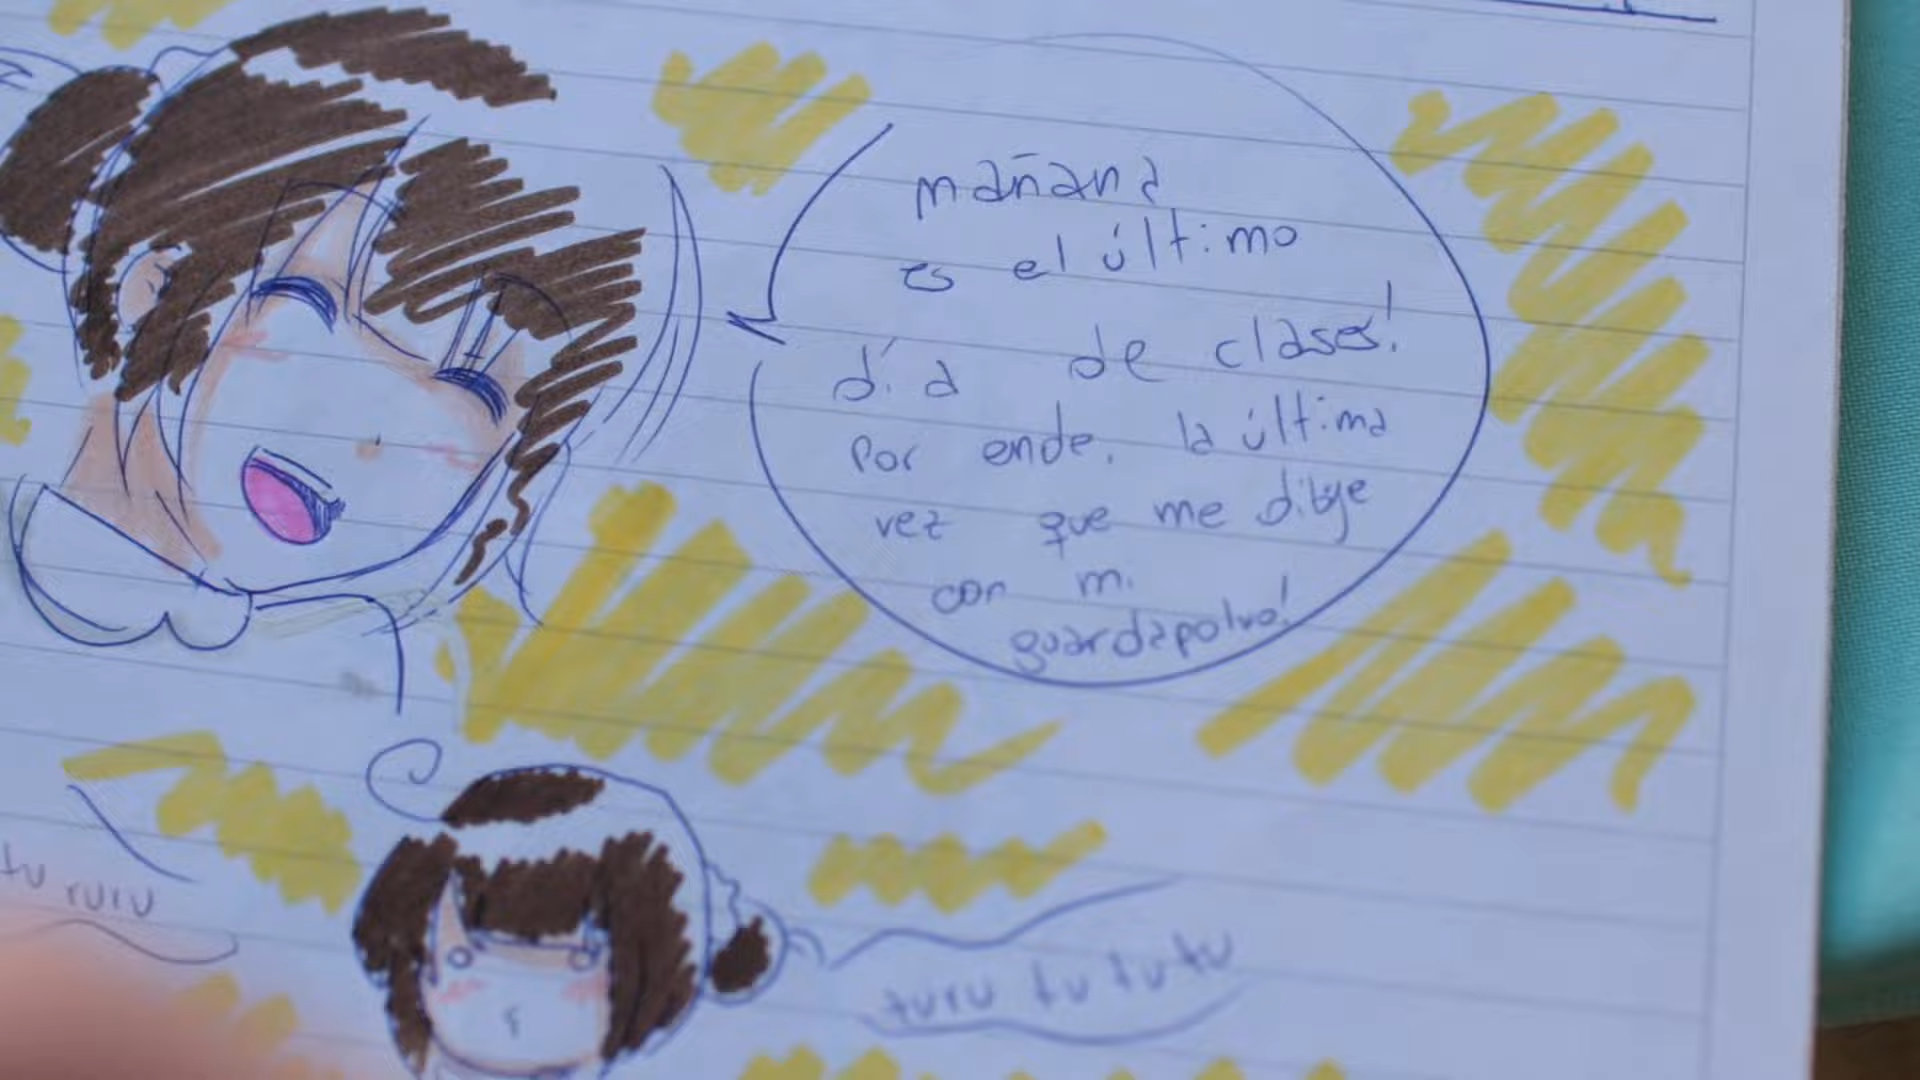 mañana
es el último
día de clases!
Por ende, la última
vez que me dibuje
con mi
guardapolvo!
tu ruru
turu tu tu tu